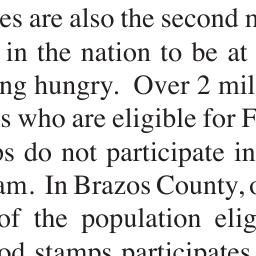 es are also the second
in the nation to be at
ng hungry. Over 2 mil
s who are eligible for F
ps do not participate in
am. In Brazos County,
of the population elig
od stamps participates